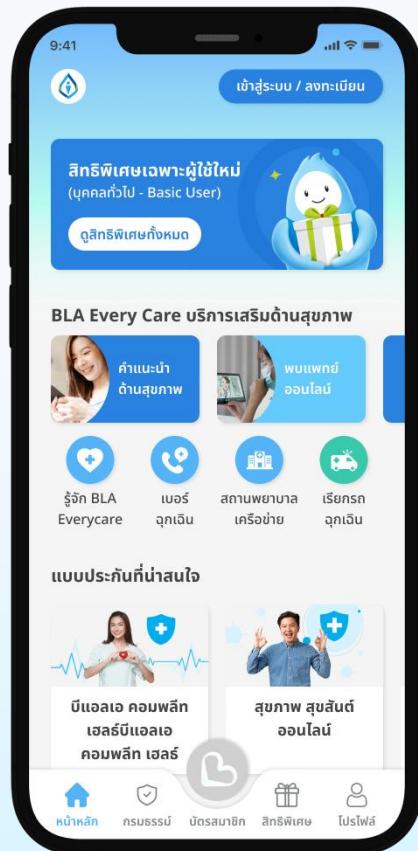 9:41
เข้าสู่ระบบ / ลงทะเบียน
สิทธิพิเศษเฉพาะผู้ใช้ใหม่
(บุคคลทั่วไป - Basic User)
ดูสิทธิพิเศษทั้งหมด
BLA Every Care บริการเสริมด้านสุขภาพ
คำแนะนำ
ด้านสุขภาพ
พบแพทย์
ออนไลน์
รู้จัก BLA
Everycare
เบอร์
ฉุกเฉิน
สถานพยาบาล
เครือข่าย
เรียกรถ
ฉุกเฉิน
แบบประกันที่น่าสนใจ
บีแอลเอ คอมพลีท
เฮลธ์บีแอลเอ
คอมพลีท เฮลธ์
สุขภาพ สุขสันต์
ออนไลน์
หน้าหลัก
กรมธรรม์
บัตรสมาชิก
สิทธิพิเศษ
โปรไฟล์